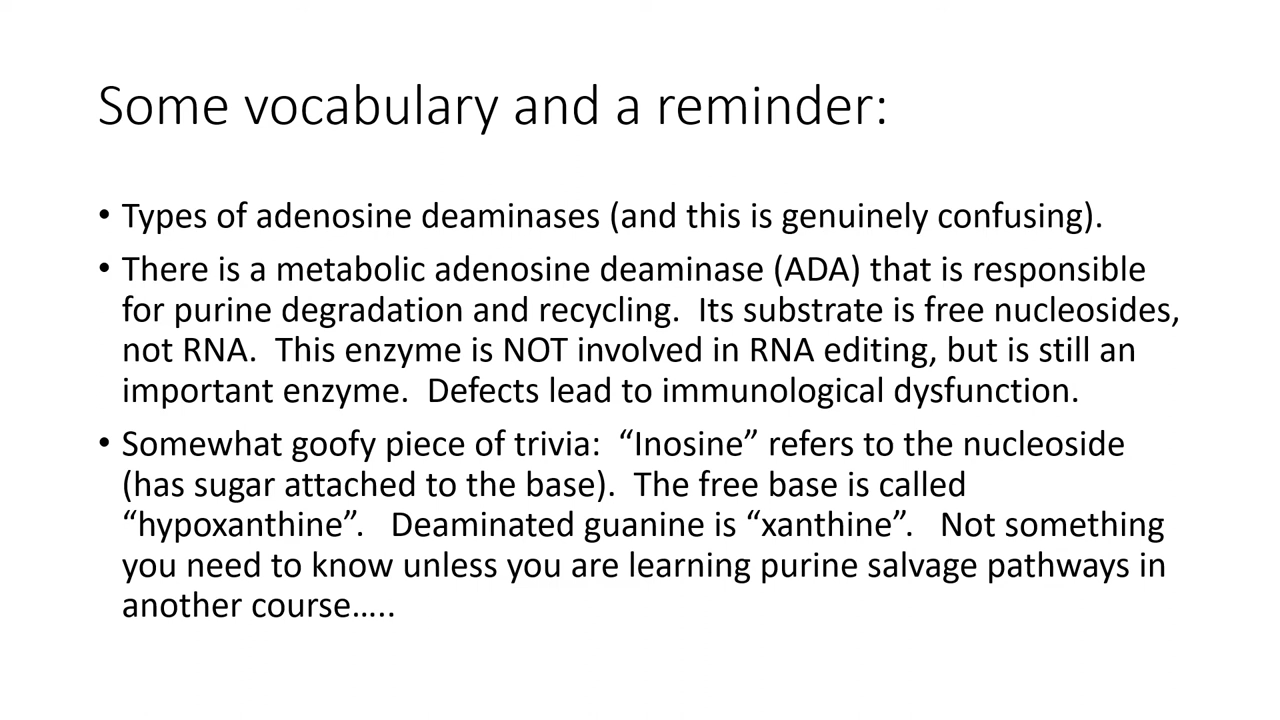 Some vocabulary and a reminder:
• Types of adenosine deaminases (and this is genuinely confusing).
• There is a metabolic adenosine deaminase (ADA) that is responsible
for purine degradation and recycling.  Its substrate is free nucleosides,
not RNA.  This enzyme is NOT involved in RNA editing, but is still an
important enzyme.  Defects lead to immunological dysfunction.
• Somewhat goofy piece of trivia:  “Inosine” refers to the nucleoside
(has sugar attached to the base).  The free base is called
“hypoxanthine”.   Deaminated guanine is “xanthine”.   Not something
you need to know unless you are learning purine salvage pathways in
another course…..